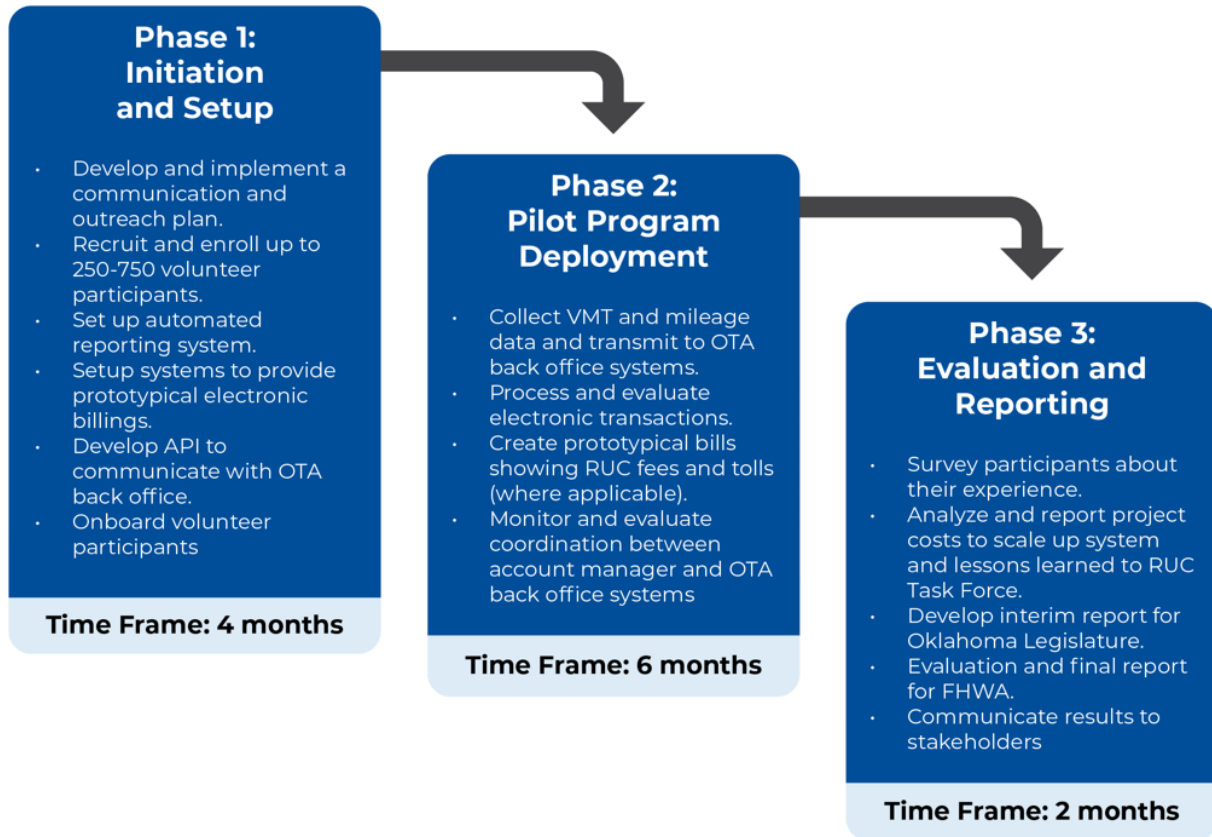 Phase 1:
Initiation
and Setup
• Develop and implement a
communication and
outreach plan.
• Recruit and enroll up to
250-750 volunteer
participants.
• Set up automated
reporting system.
• Setup systems to provide
prototypical electronic
billings.
• Develop API to
communicate with OTA
back office.
• Onboard volunteer
participants
Time Frame: 4 months
Phase 2:
Pilot Program
Deployment
• Collect VMT and mileage
data and transmit to OTA
back office systems.
• Process and evaluate
electronic transactions.
• Create prototypical bills
showing RUC fees and tolls
(where applicable).
• Monitor and evaluate
coordination between
account manager and OTA
back office systems
Time Frame: 6 months
Phase 3:
Evaluation and
Reporting
• Survey participants about
their experience.
• Analyze and report project
costs to scale up system
and lessons learned to RUC
Task Force.
• Develop interim report for
Oklahoma Legislature.
• Evaluation and final report
for FHWA.
• Communicate results to
stakeholders
Time Frame: 2 months